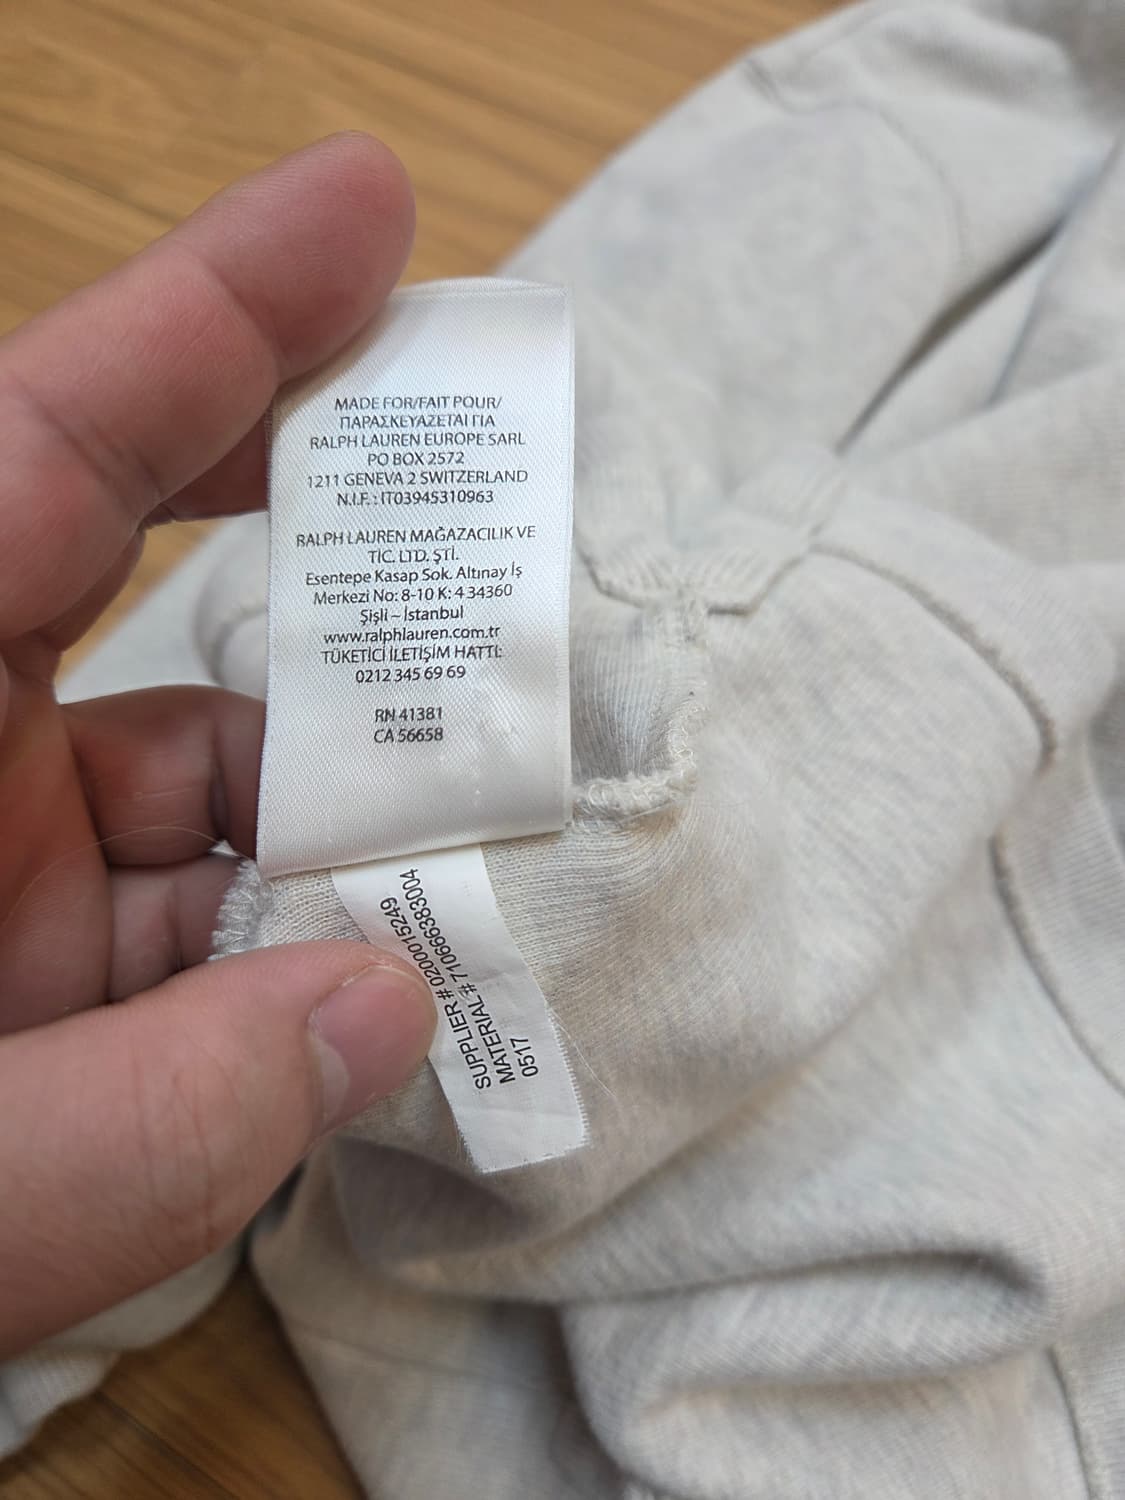 MADE FOR/FAIT POUR/
ΠΑΡΑΣΚΕΥΑΖΕΤΑΙ ΓΙΑ
RALPH LAUREN EUROPE SARL
PO BOX 2572
1211 GENEVA 2 SWITZERLAND
N.I.F. : IT03945310963
RALPH LAUREN MAĞAZACILIK VE
TİC. LTD. ŞTİ.
Esentepe Kasap Sok. Altınay İş
Merkezi No: 8-10 K: 4 34360
Şişli – İstanbul
www.ralphlauren.com.tr
TÜKETİCİ İLETİŞİM HATTI:
0212 345 69 69
RN 41381
CA 56658
SUPPLIER # 0200015249
MATERIAL # 710666383004
0517